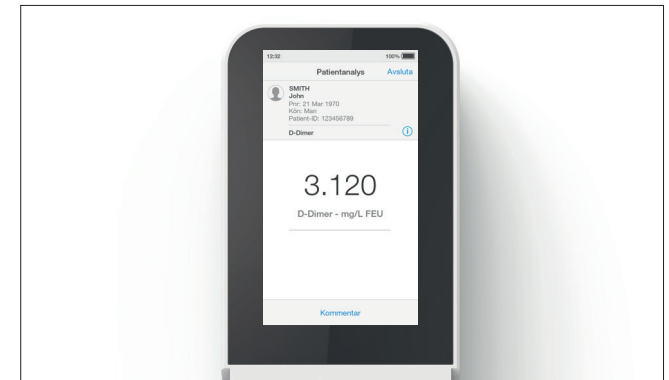 12:32 100%
Patientanalys Avsluta
SMITH
John
Pnr: 21 Mar 1970
Kön: Man
Patient-ID: 123456789
D-Dimer
3.120
D-Dimer - mg/L FEU
Kommentar